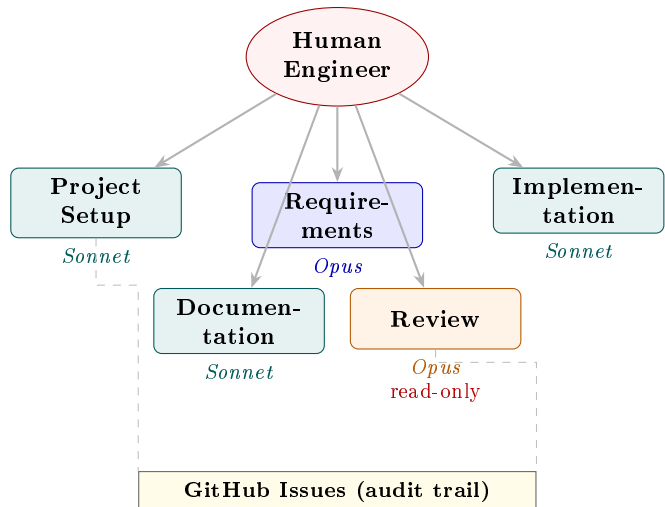 Human
Engineer
Project
Setup
Sonnet
Require-
ments
Opus
Implemen-
tation
Sonnet
Documen-
tation
Sonnet
Review
Opus
read-only
GitHub Issues (audit trail)